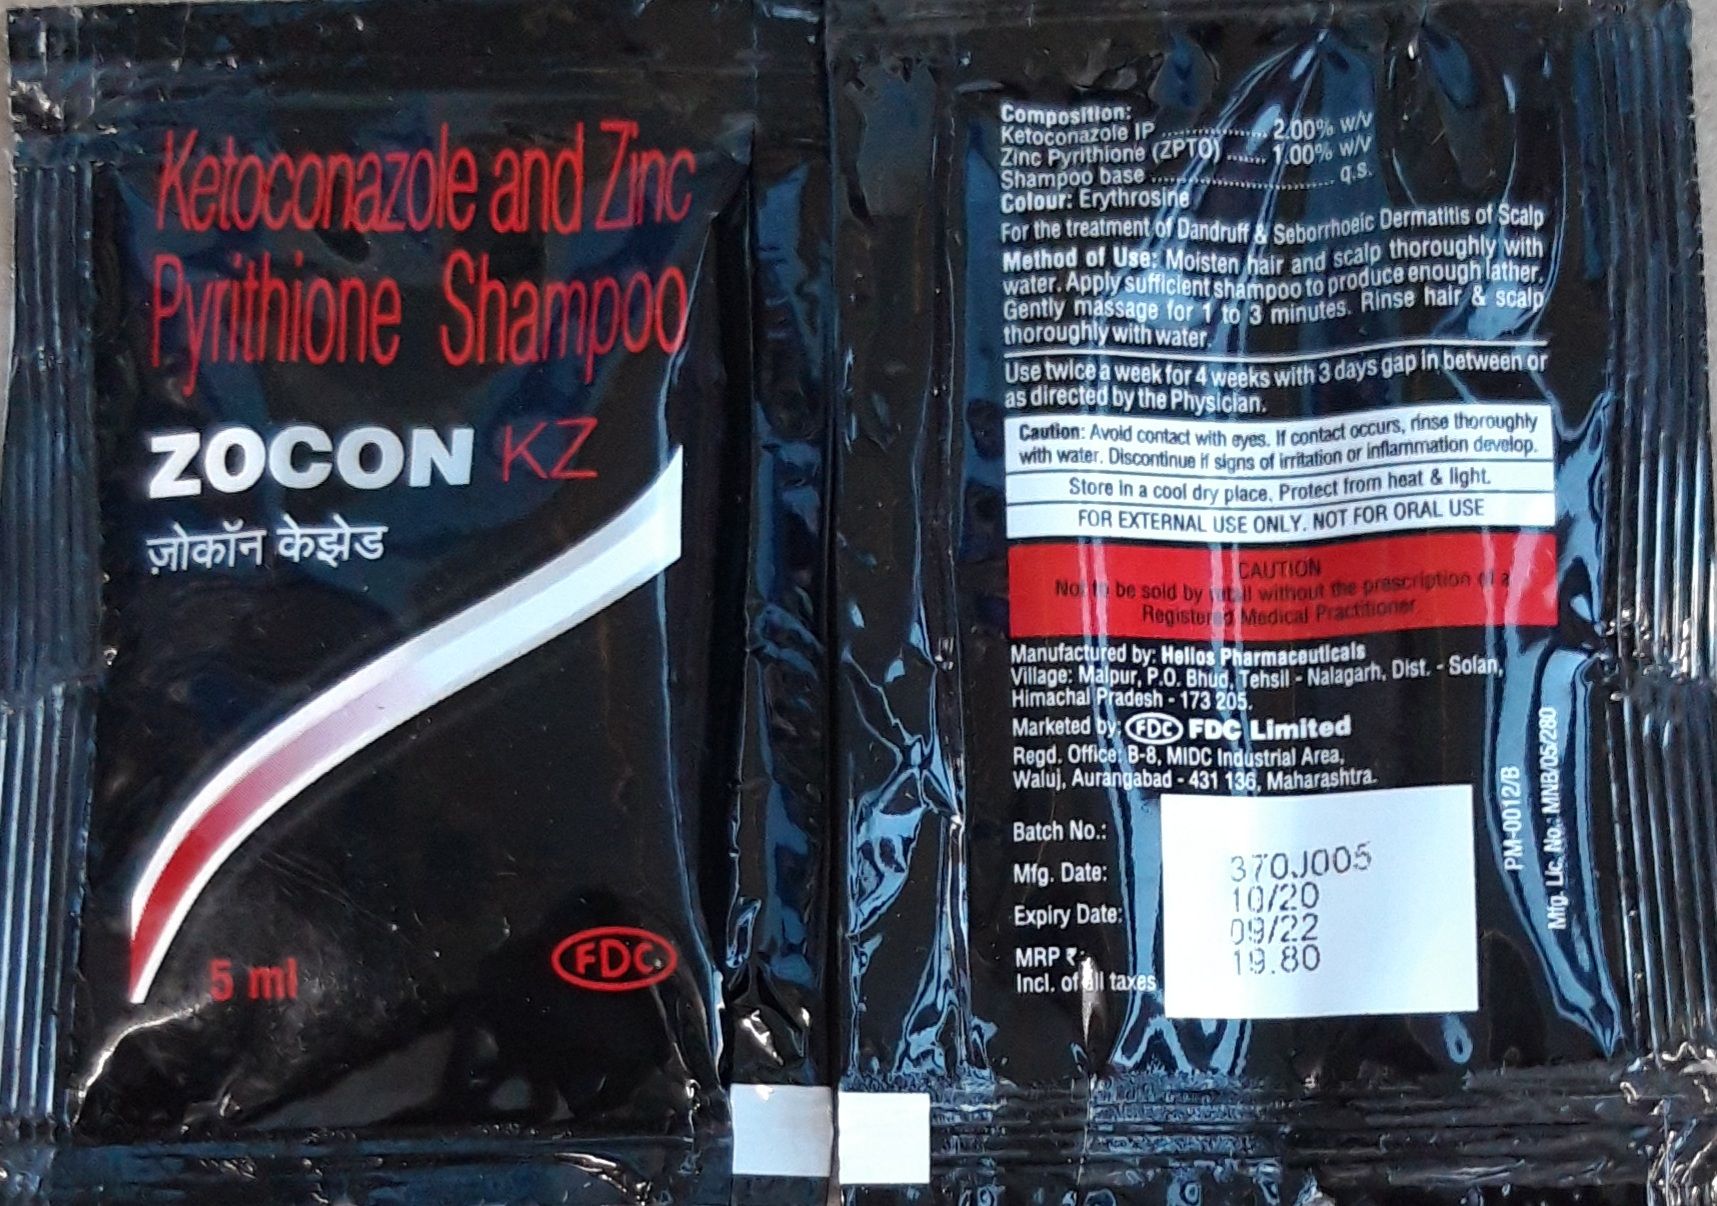 Ketoconazole and Zinc
Pyrithione Shampoo
ZOCON KZ
ज़ोकॉन केझेड
5 ml
FDC
Composition:
Ketoconazole IP ................ 2.00% w/v
Zinc Pyrithione (ZPTO) ...... 1.00% w/v
Shampoo base ........................... q.s.
Colour: Erythrosine
For the treatment of Dandruff & Seborrhoeic Dermatitis of Scalp
Method of Use: Moisten hair and scalp thoroughly with
water. Apply sufficient shampoo to produce enough lather.
Gently massage for 1 to 3 minutes. Rinse hair & scalp
thoroughly with water.
Use twice a week for 4 weeks with 3 days gap in between or
as directed by the Physician.
Caution: Avoid contact with eyes. If contact occurs, rinse thoroughly
with water. Discontinue if signs of irritation or inflammation develop.
Store in a cool dry place. Protect from heat & light.
FOR EXTERNAL USE ONLY. NOT FOR ORAL USE
CAUTION
Not to be sold by retail without the prescription of a
Registered Medical Practitioner
Manufactured by: Helios Pharmaceuticals
Village: Malpur, P.O. Bhud, Tehsil - Nalagarh, Dist. - Solan,
Himachal Pradesh - 173 205.
Marketed by: FDC FDC Limited
Regd. Office: B-8, MIDC Industrial Area,
Waluj, Aurangabad - 431 136, Maharashtra.
Batch No.: 370J005
Mfg. Date: 10/20
Expiry Date: 09/22
MRP ₹: 19.80
Incl. of all taxes
PM-0012/B
Mfg. Lic. No.: MNB/05/280